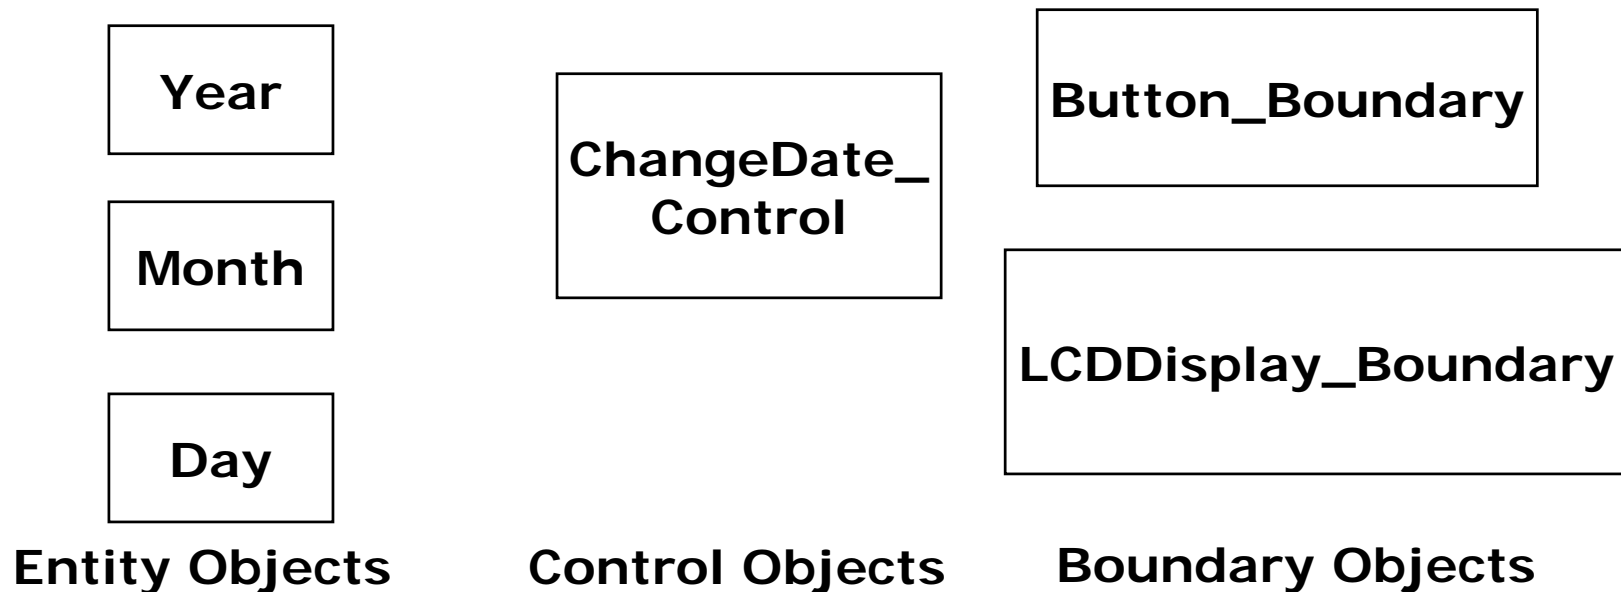 Year
Month
Day
Entity Objects
ChangeDate_
Control
Control Objects
Button_Boundary
LCDDisplay_Boundary
Boundary Objects